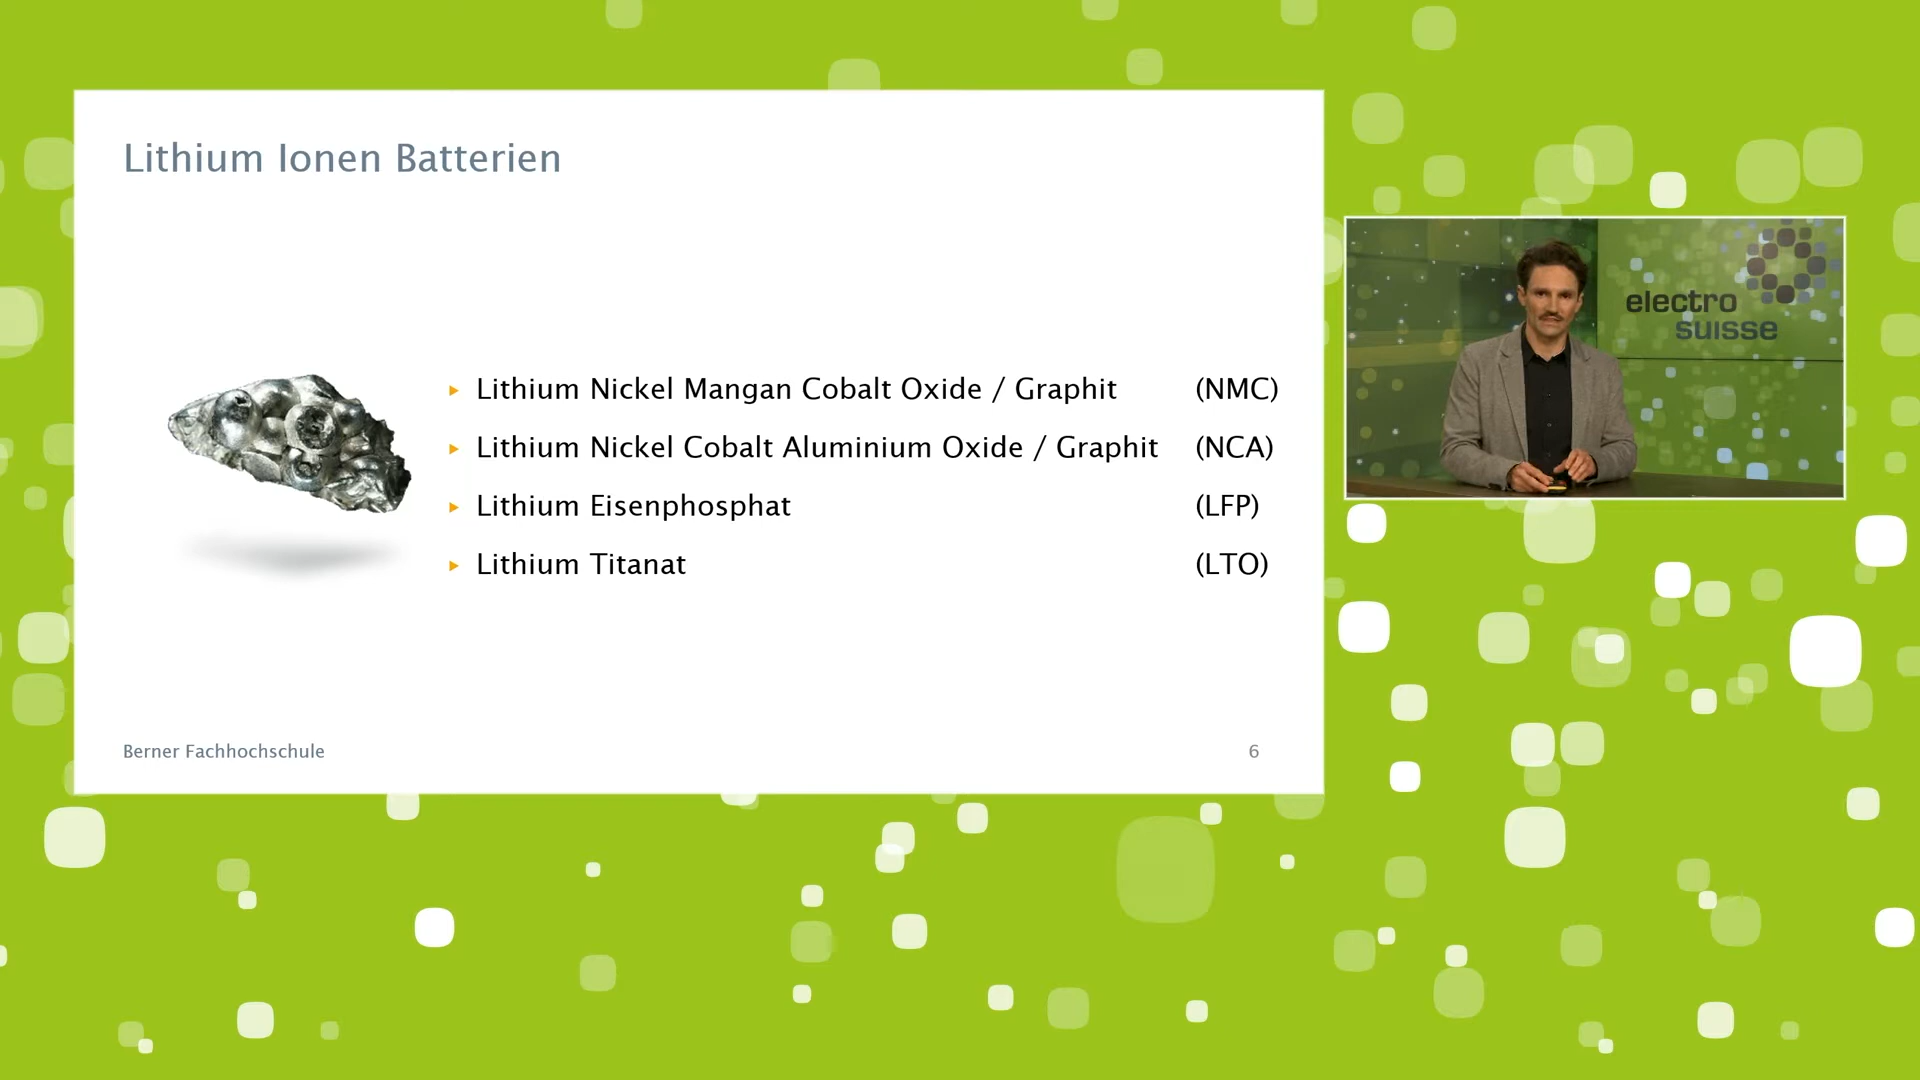 Lithium Ionen Batterien
Lithium Nickel Mangan Cobalt Oxide / Graphit (NMC)
Lithium Nickel Cobalt Aluminium Oxide / Graphit (NCA)
Lithium Eisenphosphat (LFP)
Lithium Titanat (LTO)
Berner Fachhochschule
6
electro
suisse